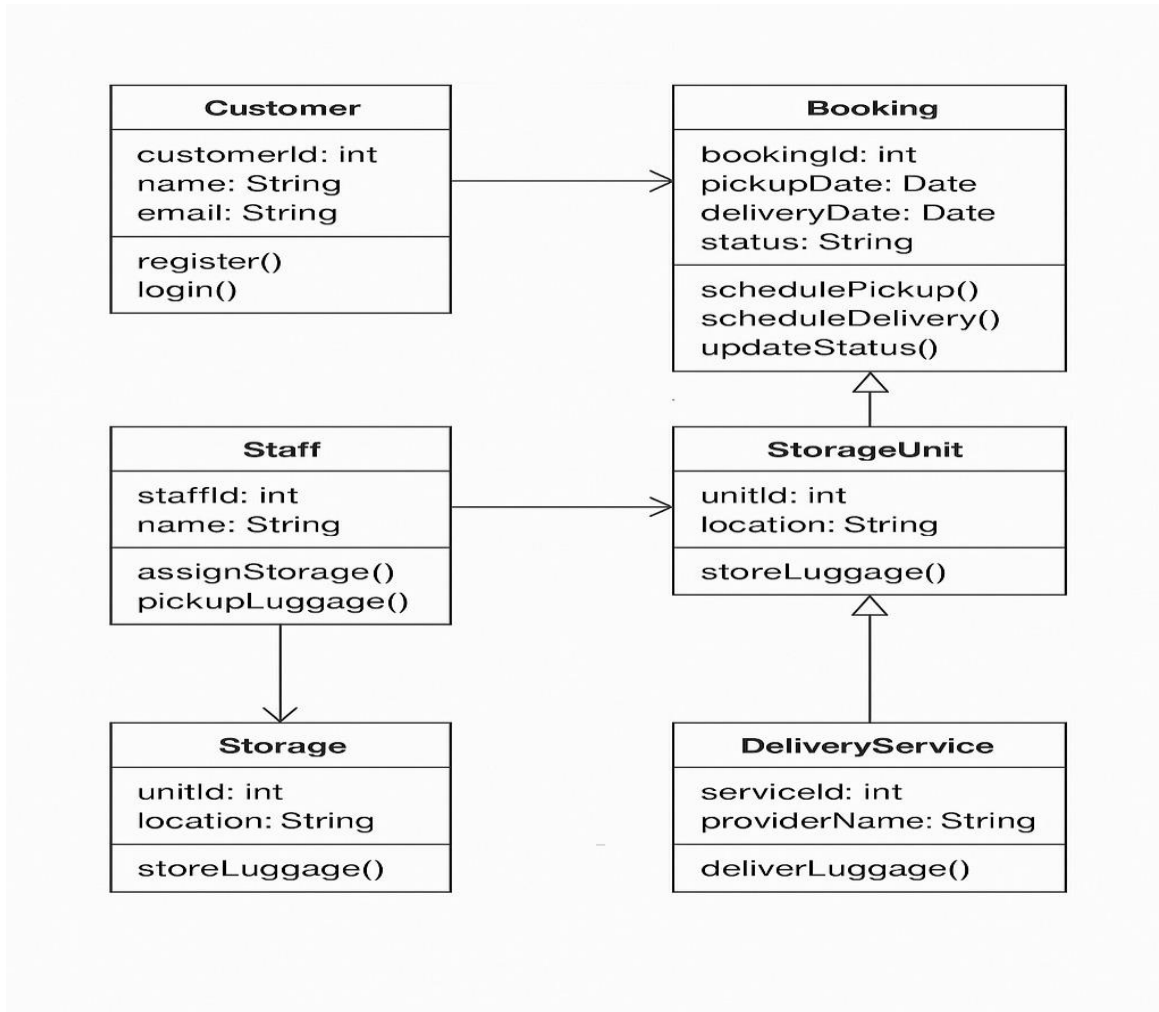 Customer
customerId: int
name: String
email: String
register()
login()
Booking
bookingId: int
pickupDate: Date
deliveryDate: Date
status: String
schedulePickup()
scheduleDelivery()
updateStatus()
Staff
staffId: int
name: String
assignStorage()
pickupLuggage()
StorageUnit
unitId: int
location: String
storeLuggage()
Storage
unitId: int
location: String
storeLuggage()
DeliveryService
serviceId: int
providerName: String
deliverLuggage()